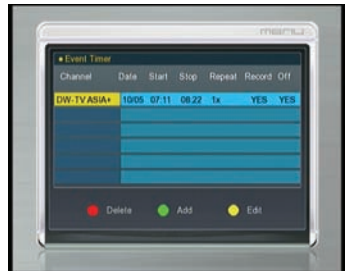 menu
Event Timer
Channel Date Start Stop Repeat Record Off
DW-TV ASIA+ 10/05 07:11 08:22 1x YES YES
Delete Add Edit